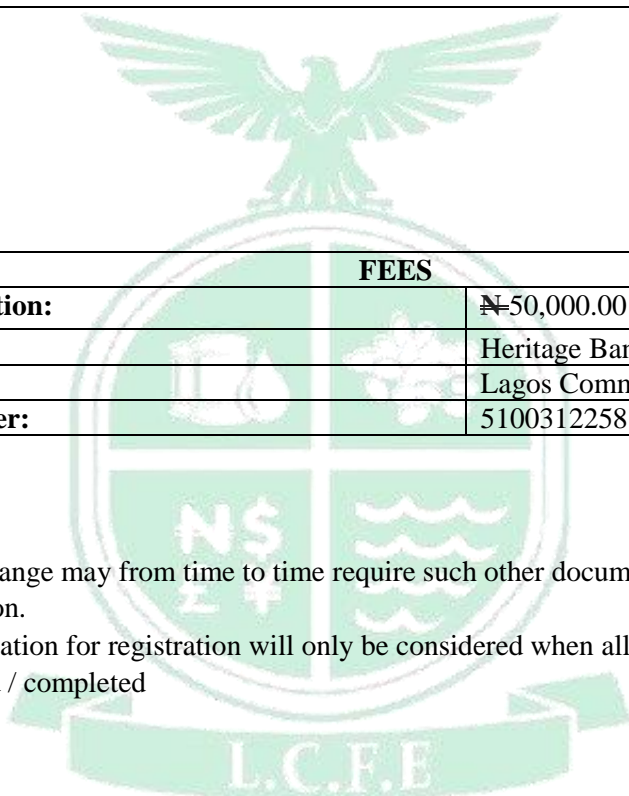 FEES
tion: ₦ 50,000.00
Heritage Ban
Lagos Comm
er: 5100312258
ange may from time to time require such other docum
on.
ation for registration will only be considered when all
/ completed
N$
£ ¥
L.C.F.E